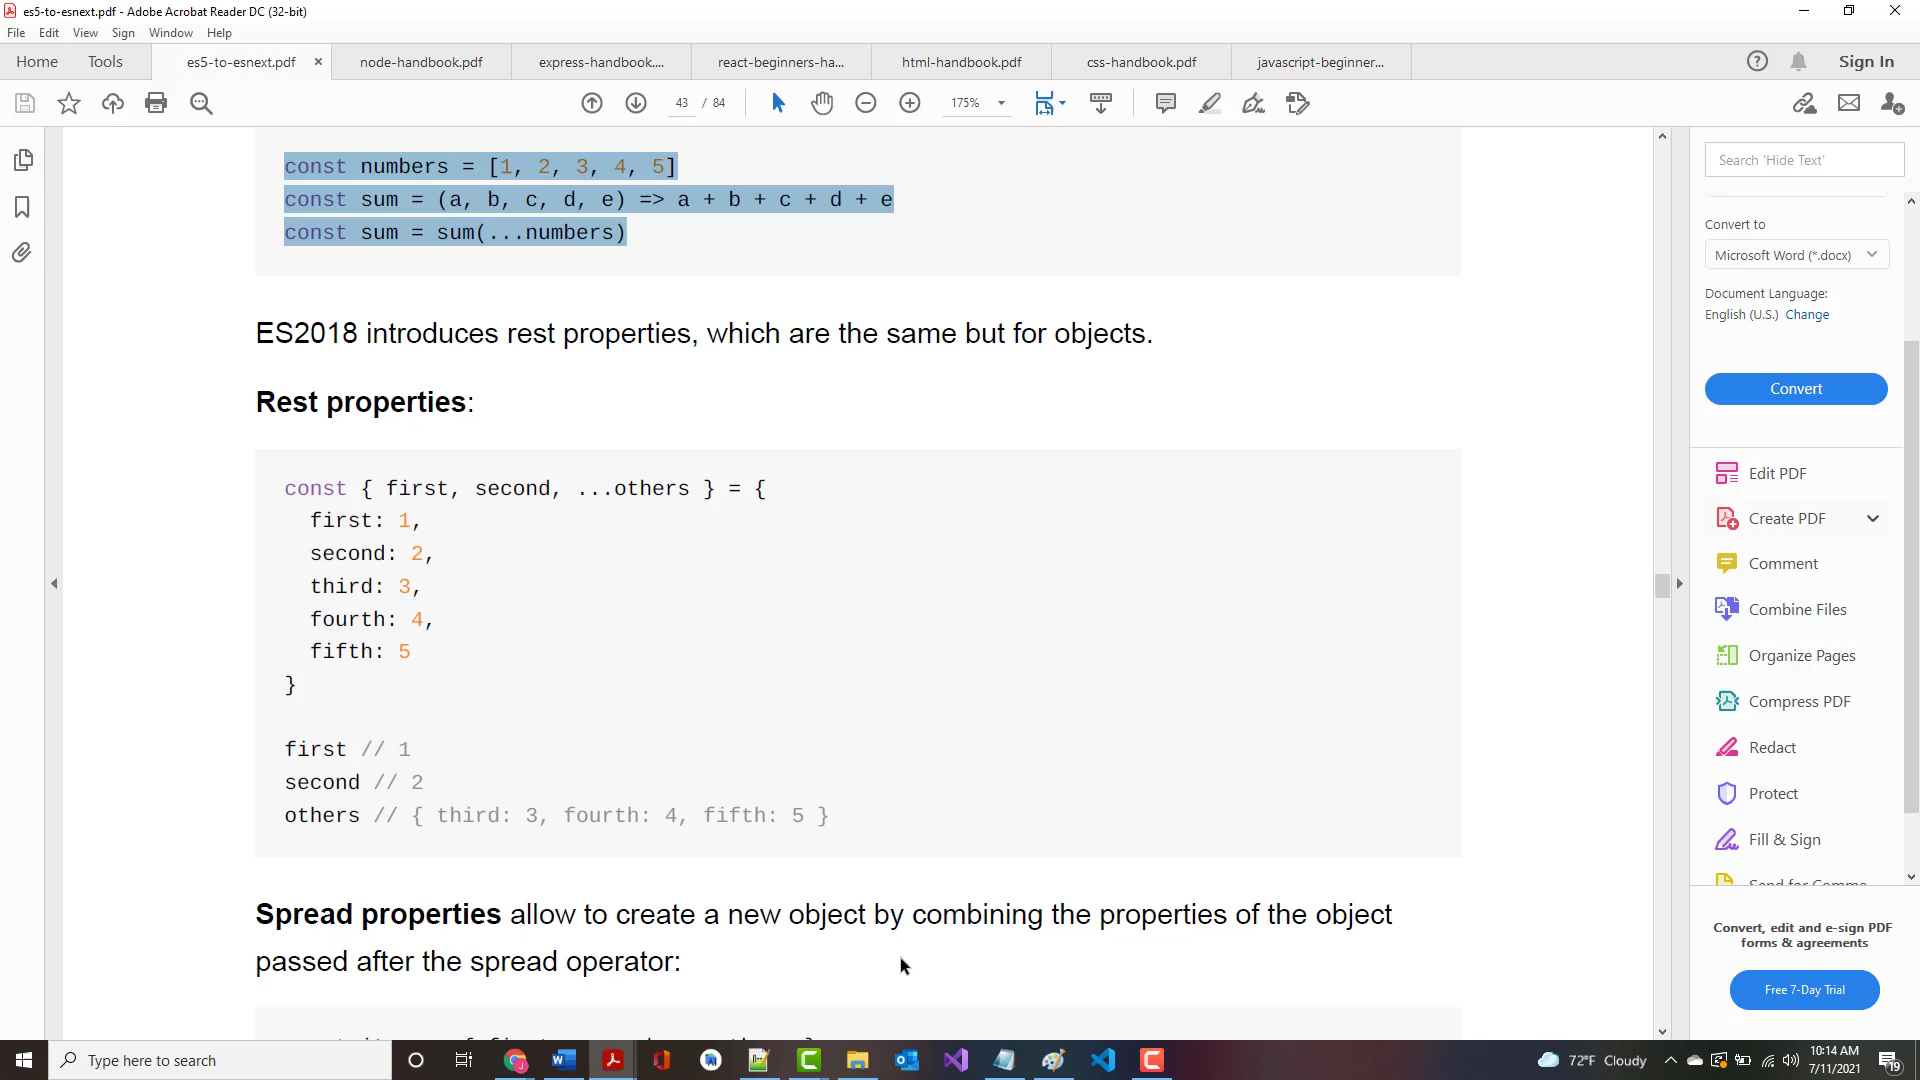 es5-to-esnext.pdf - Adobe Acrobat Reader DC (32-bit)
File Edit View Sign Window Help
Home Tools es5-to-esnext.pdf × node-handbook.pdf express-handbook.... react-beginners-ha... html-handbook.pdf css-handbook.pdf javascript-beginner... Sign In
43 / 84 175%
const numbers = [1, 2, 3, 4, 5]
const sum = (a, b, c, d, e) => a + b + c + d + e
const sum = sum(...numbers)
ES2018 introduces rest properties, which are the same but for objects.
Rest properties:
const { first, second, ...others } = {
first: 1,
second: 2,
third: 3,
fourth: 4,
fifth: 5
}
first // 1
second // 2
others // { third: 3, fourth: 4, fifth: 5 }
Spread properties allow to create a new object by combining the properties of the object
passed after the spread operator:
Search 'Hide Text'
Convert to
Microsoft Word (*.docx)
Document Language:
English (U.S.) Change
Convert
Edit PDF
Create PDF
Comment
Combine Files
Organize Pages
Compress PDF
Redact
Protect
Fill & Sign
Convert, edit and e-sign PDF
forms & agreements
Free 7-Day Trial
Type here to search
72°F Cloudy
10:14 AM
7/11/2021
19